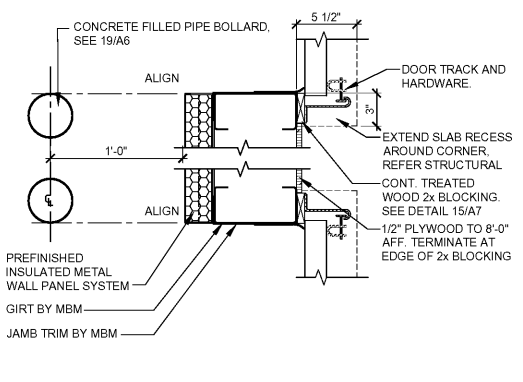 5 1/2"
CONCRETE FILLED PIPE BOLLARD,
SEE 19/A6
ALIGN
DOOR TRACK AND
HARDWARE.
3"
EXTEND SLAB RECESS
AROUND CORNER,
REFER STRUCTURAL
1'-0"
CONT. TREATED
WOOD 2x BLOCKING.
SEE DETAIL 15/A7
ALIGN
1/2" PLYWOOD TO 8'-0"
AFF. TERMINATE AT
EDGE OF 2x BLOCKING
CL
PREFINISHED
INSULATED METAL
WALL PANEL SYSTEM
GIRT BY MBM
JAMB TRIM BY MBM